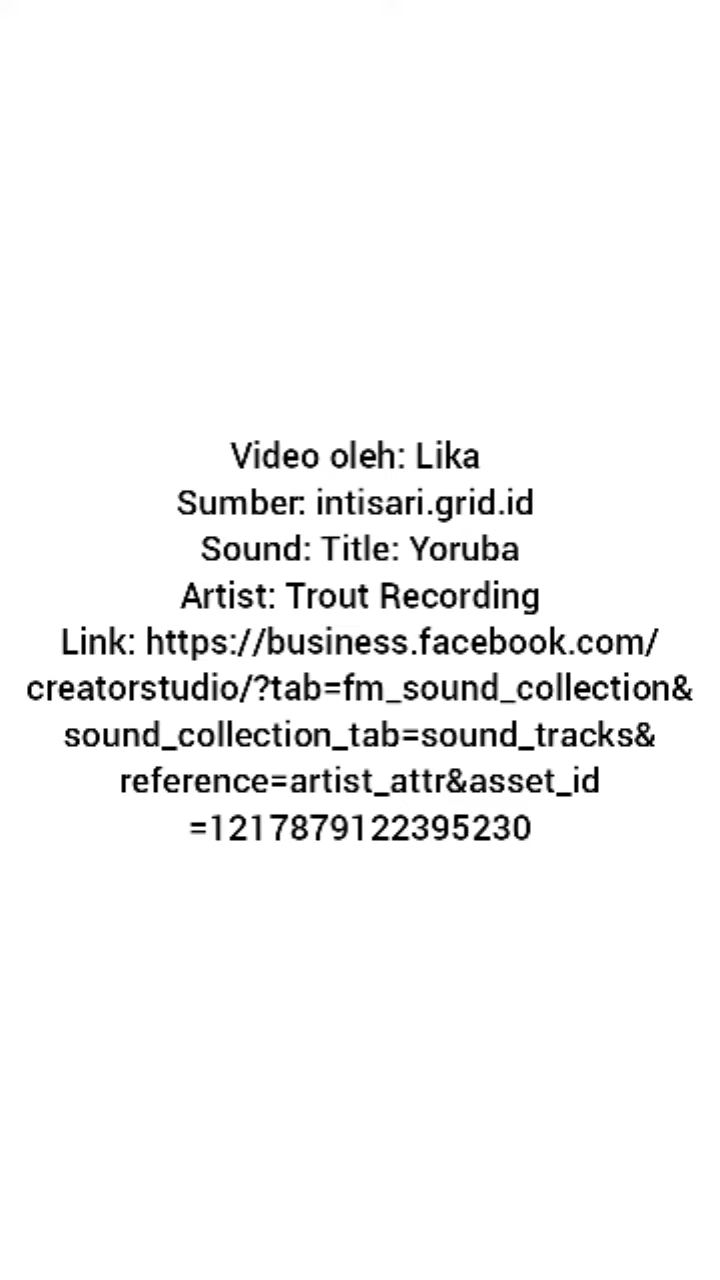 Video oleh: Lika
Sumber: intisari.grid.id
Sound: Title: Yoruba
Artist: Trout Recording
Link: https://business.facebook.com/
creatorstudio/?tab=fm_sound_collection&
sound_collection_tab=sound_tracks&
reference=artist_attr&asset_id
=1217879122395230